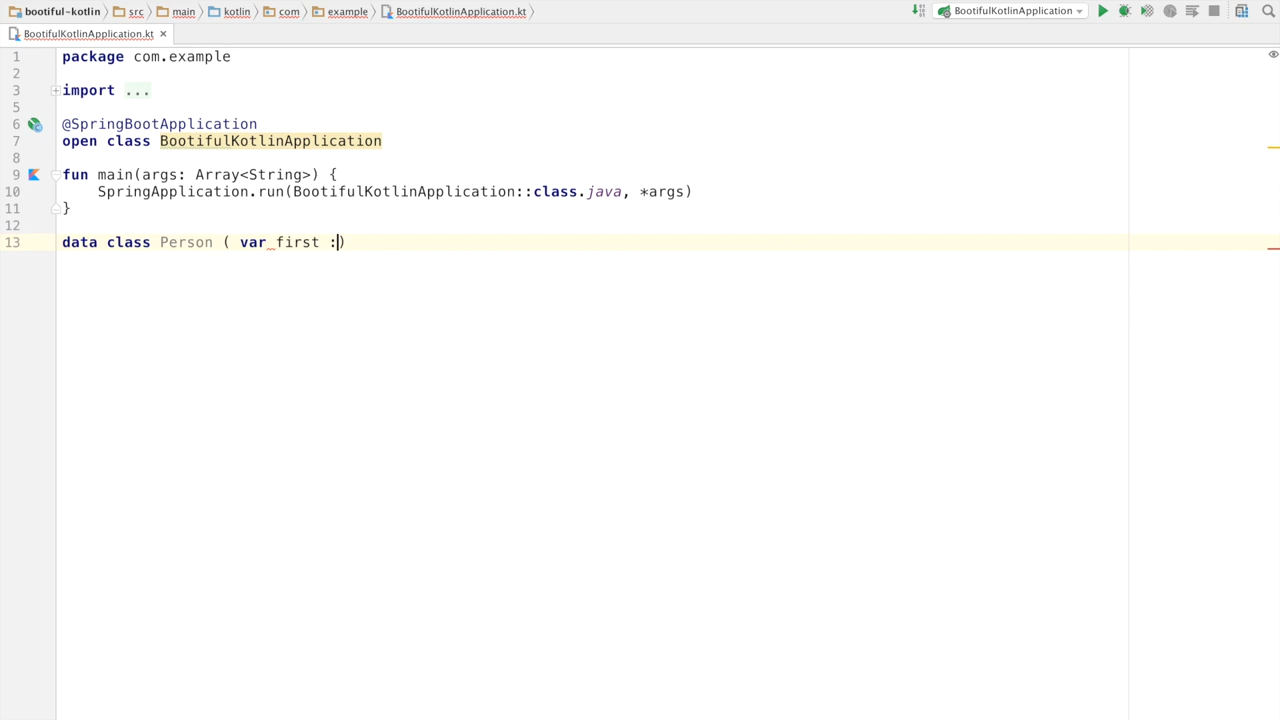 bootiful-kotlin src main kotlin com example BootifulKotlinApplication.kt BootifulKotlinApplication
BootifulKotlinApplication.kt
1 package com.example
2
3 import ...
5
6 @SpringBootApplication
7 open class BootifulKotlinApplication
8
9 fun main(args: Array<String>) {
10 SpringApplication.run(BootifulKotlinApplication::class.java, *args)
11 }
12
13 data class Person ( var first :)